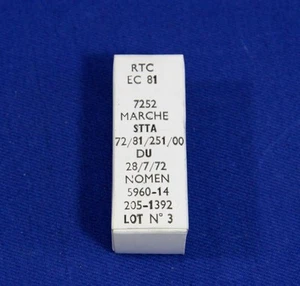 RTC
EC 81
7252
MARCHE
STTA
72/81/251/00
DU
28/7/72
NOMEN
5960-14
205-1392
LOT N° 3